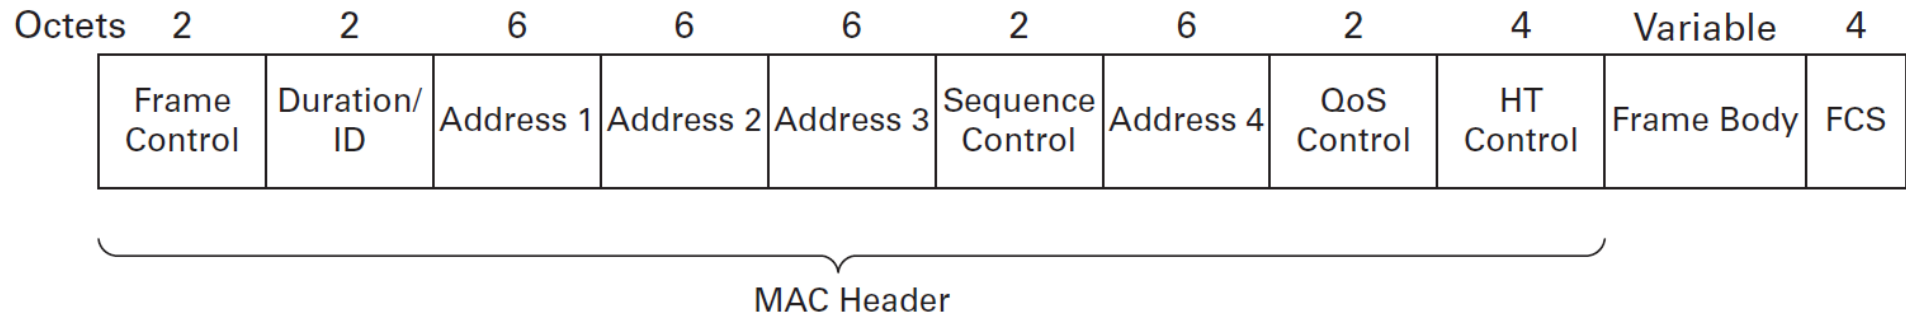 Octets 2 2 6 6 6 2 6 2 4 Variable 4
Frame Control
Duration/ ID
Address 1
Address 2
Address 3
Sequence Control
Address 4
QoS Control
HT Control
Frame Body
FCS
MAC Header